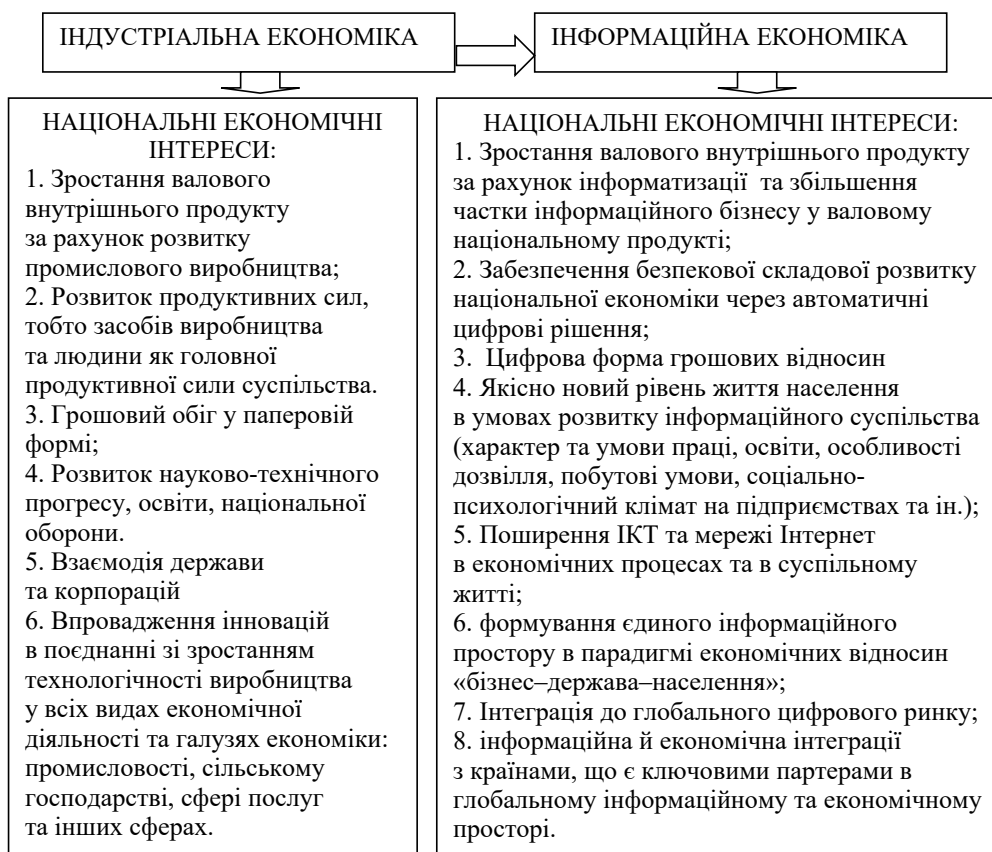 ІНДУСТРІАЛЬНА ЕКОНОМІКА
ІНФОРМАЦІЙНА ЕКОНОМІКА
НАЦІОНАЛЬНІ ЕКОНОМІЧНІ
ІНТЕРЕСИ:
1. Зростання валового
внутрішнього продукту
за рахунок розвитку
промислового виробництва;
2. Розвиток продуктивних сил,
тобто засобів виробництва
та людини як головної
продуктивної сили суспільства.
3. Грошовий обіг у паперовій
формі;
4. Розвиток науково-технічного
прогресу, освіти, національної
оборони.
5. Взаємодія держави
та корпорацій
6. Впровадження інновацій
в поєднанні зі зростанням
технологічності виробництва
у всіх видах економічної
діяльності та галузях економіки:
промисловості, сільському
господарстві, сфері послуг
та інших сферах.
НАЦІОНАЛЬНІ ЕКОНОМІЧНІ ІНТЕРЕСИ:
1. Зростання валового внутрішнього продукту
за рахунок інформатизації та збільшення
частки інформаційного бізнесу у валовому
національному продукті;
2. Забезпечення безпекової складової розвитку
національної економіки через автоматичні
цифрові рішення;
3. Цифрова форма грошових відносин
4. Якісно новий рівень життя населення
в умовах розвитку інформаційного суспільства
(характер та умови праці, освіти, особливості
дозвілля, побутові умови, соціально-
психологічний клімат на підприємствах та ін.);
5. Поширення ІКТ та мережі Інтернет
в економічних процесах та в суспільному
житті;
6. формування єдиного інформаційного
простору в парадигмі економічних відносин
«бізнес–держава–населення»;
7. Інтеграція до глобального цифрового ринку;
8. інформаційна й економічна інтеграції
з країнами, що є ключовими партерами в
глобальному інформаційному та економічному
просторі.